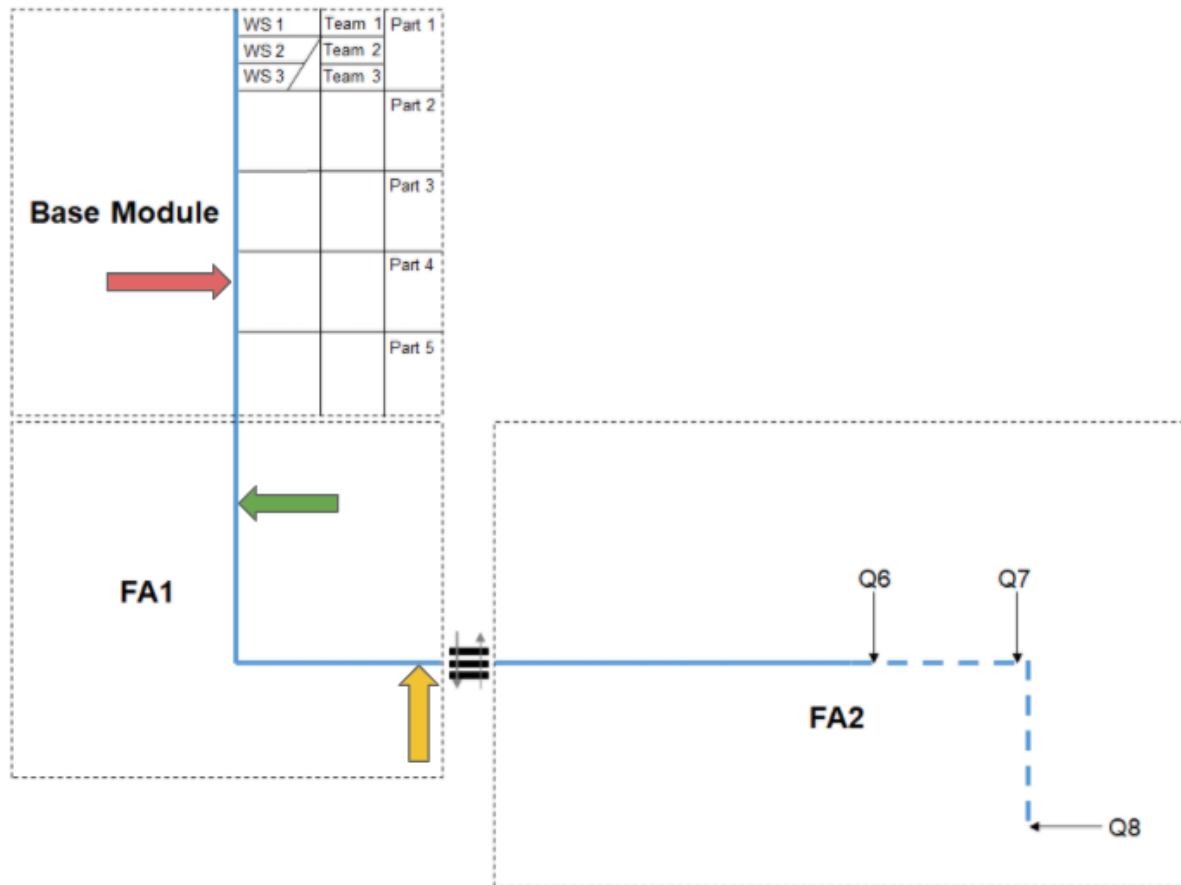 WS 1 Team 1 Part 1
WS 2 Team 2
WS 3 Team 3
Part 2
Part 3
Base Module
Part 4
Part 5
FA1
Q6 Q7
FA2
Q8